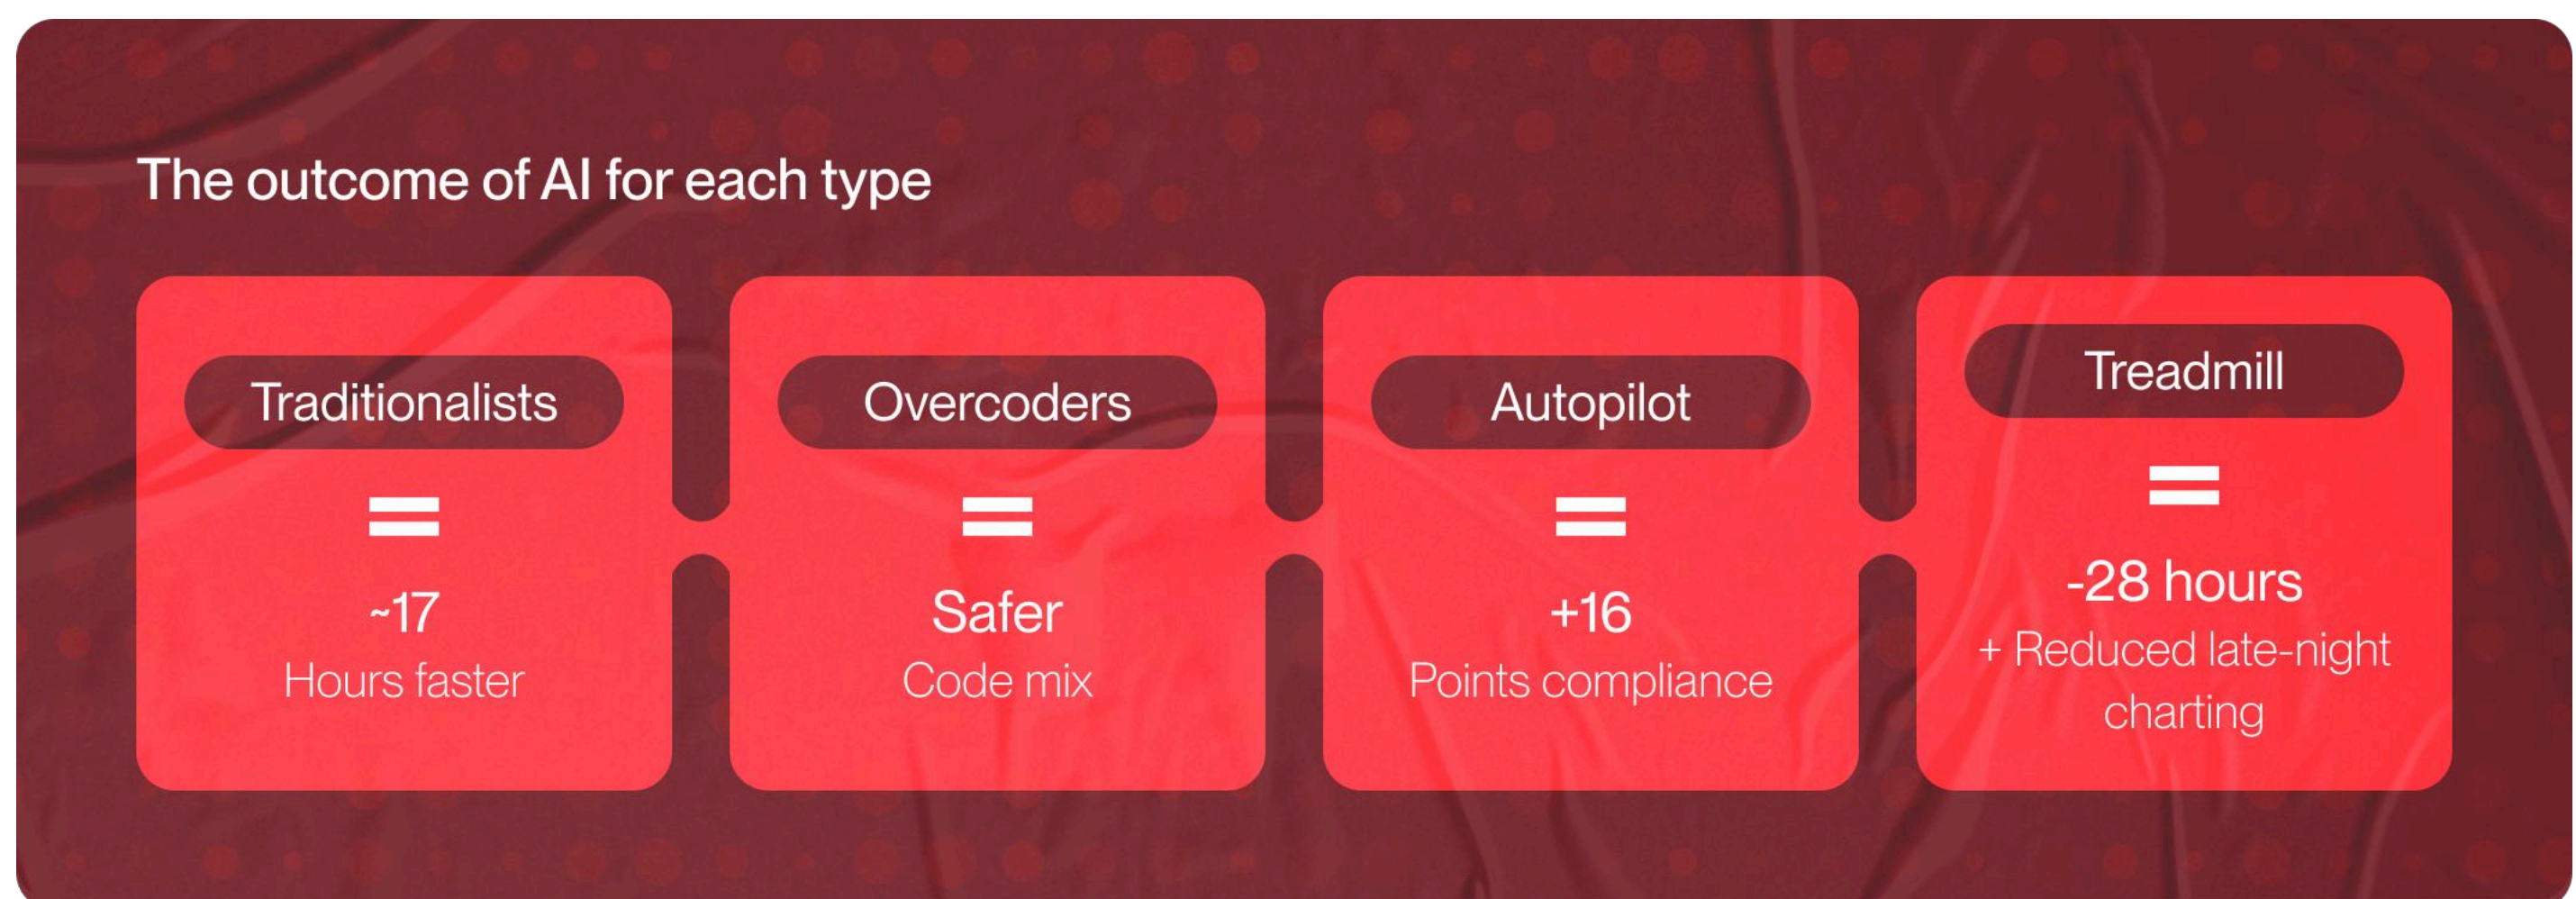 The outcome of AI for each type
Traditionalists
=
~17
Hours faster
Overcoders
=
Safer
Code mix
Autopilot
=
+16
Points compliance
Treadmill
=
-28 hours
+ Reduced late-night
charting